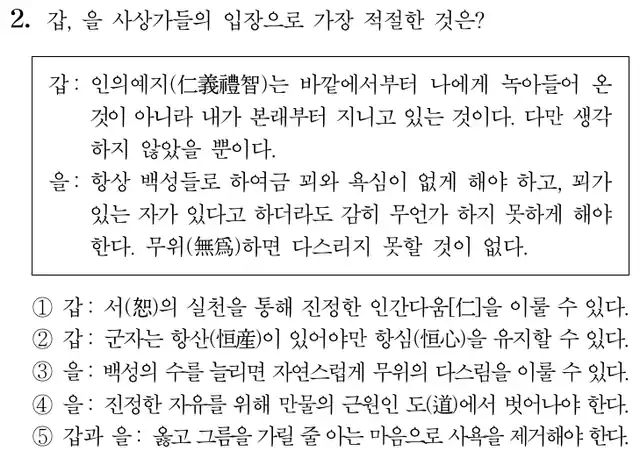 2. 갑, 을 사상가들의 입장으로 가장 적절한 것은?
갑: 인의예지(仁義禮智)는 바깥에서부터 나에게 녹아들어 온
것이 아니라 내가 본래부터 지니고 있는 것이다. 다만 생각
하지 않았을 뿐이다.
을: 항상 백성들로 하여금 꾀와 욕심이 없게 해야 하고, 꾀가
있는 자가 있다고 하더라도 감히 무언가 하지 못하게 해야
한다. 무위(無爲)하면 다스리지 못할 것이 없다.
① 갑: 서(恕)의 실천을 통해 진정한 인간다움[仁]을 이룰 수 있다.
② 갑: 군자는 항산(恒産)이 있어야만 항심(恒心)을 유지할 수 있다.
③ 을: 백성의 수를 늘리면 자연스럽게 무위의 다스림을 이룰 수 있다.
④ 을: 진정한 자유를 위해 만물의 근원인 도(道)에서 벗어나야 한다.
⑤ 갑과 을: 옳고 그름을 가릴 줄 아는 마음으로 사욕을 제거해야 한다.